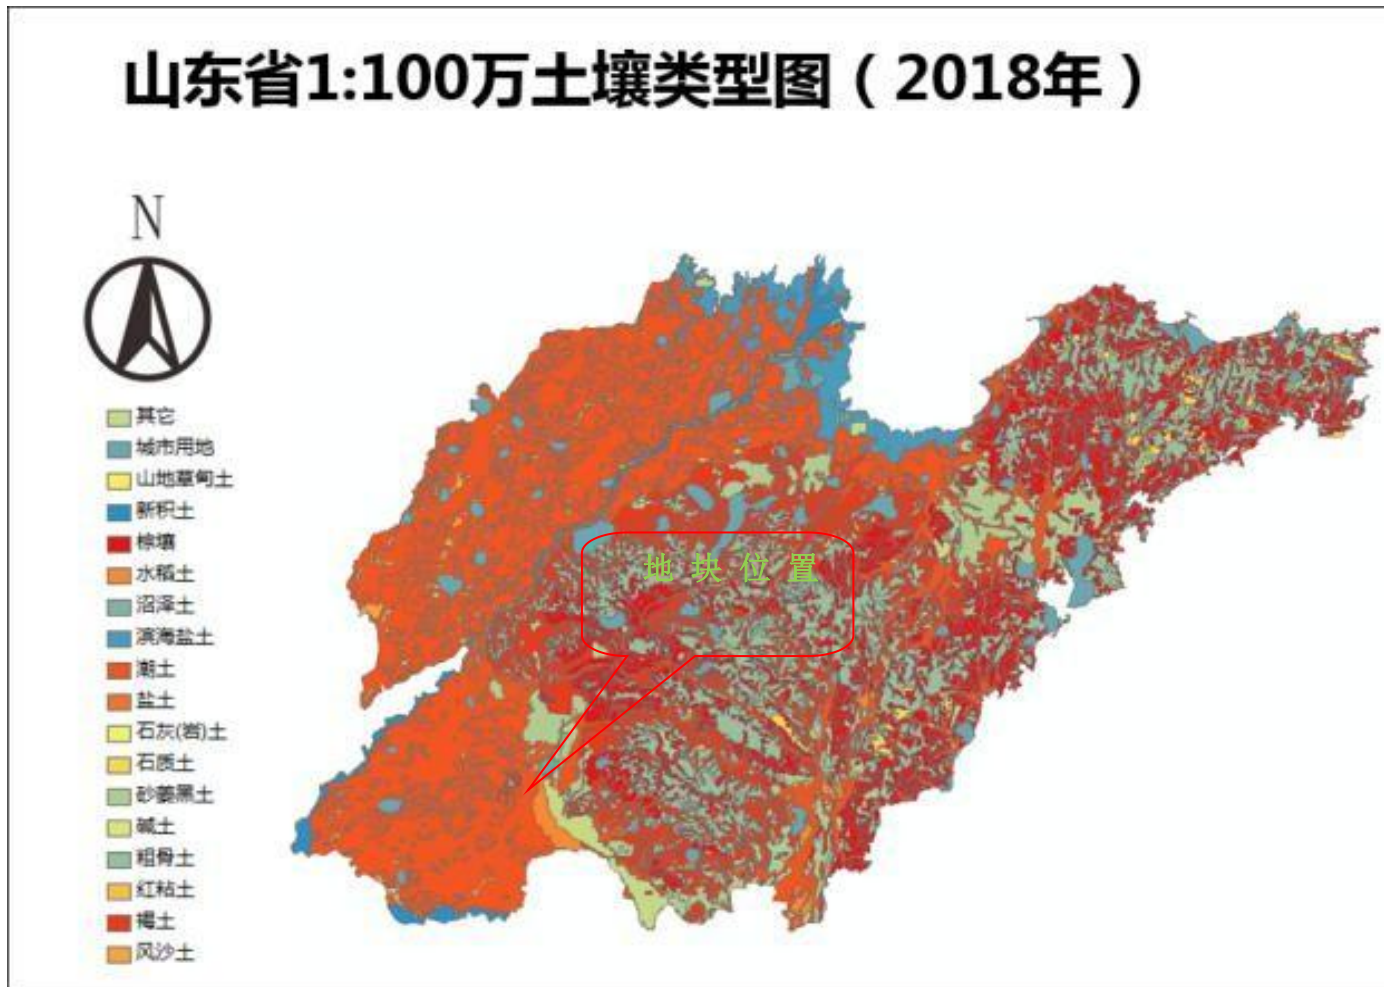 山东省1:100万土壤类型图（2018年）
N
其它
城市用地
山地草甸土
新积土
棕壤
水稻土
沼泽土
滨海盐土
潮土
盐土
石灰(岩)土
石质土
砂姜黑土
碱土
粗骨土
红粘土
褐土
风沙土
地块位置